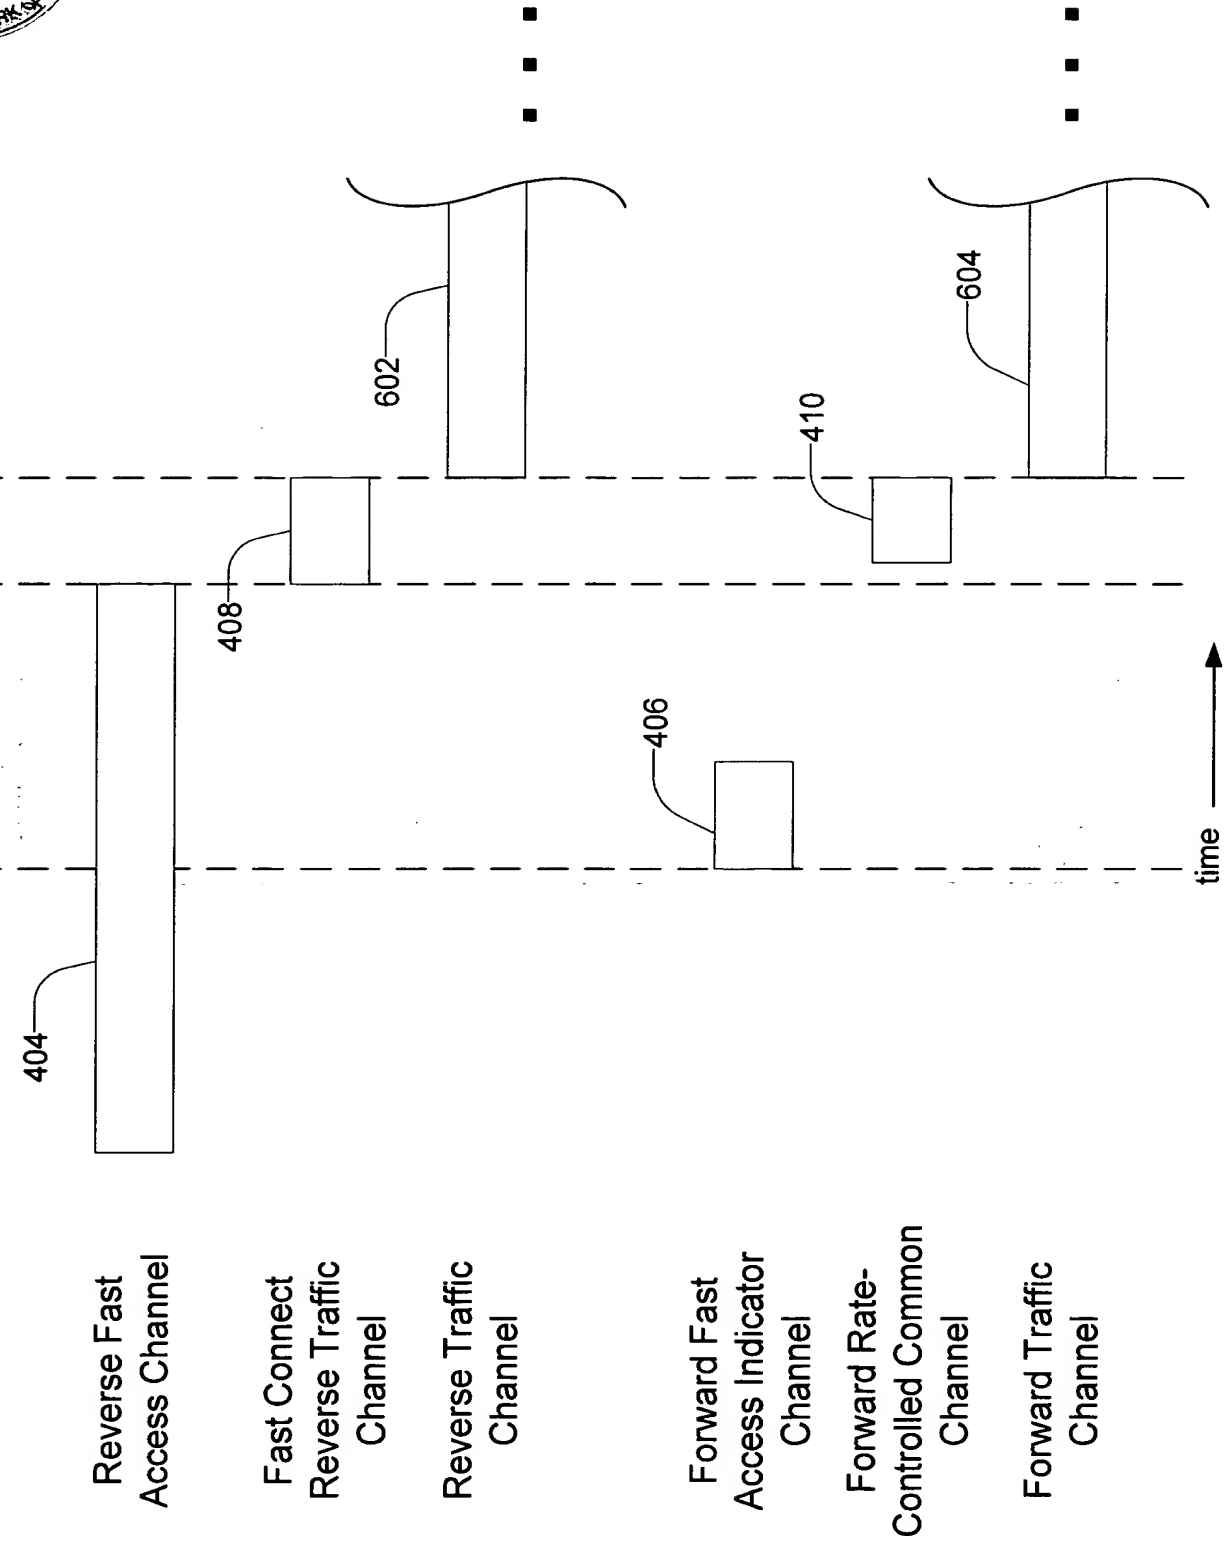 Reverse Fast
Access Channel
404
Fast Connect
Reverse Traffic
Channel
408
Reverse Traffic
Channel
602
Forward Fast
Access Indicator
Channel
406
Forward Rate-
Controlled Common
Channel
410
Forward Traffic
Channel
604
time